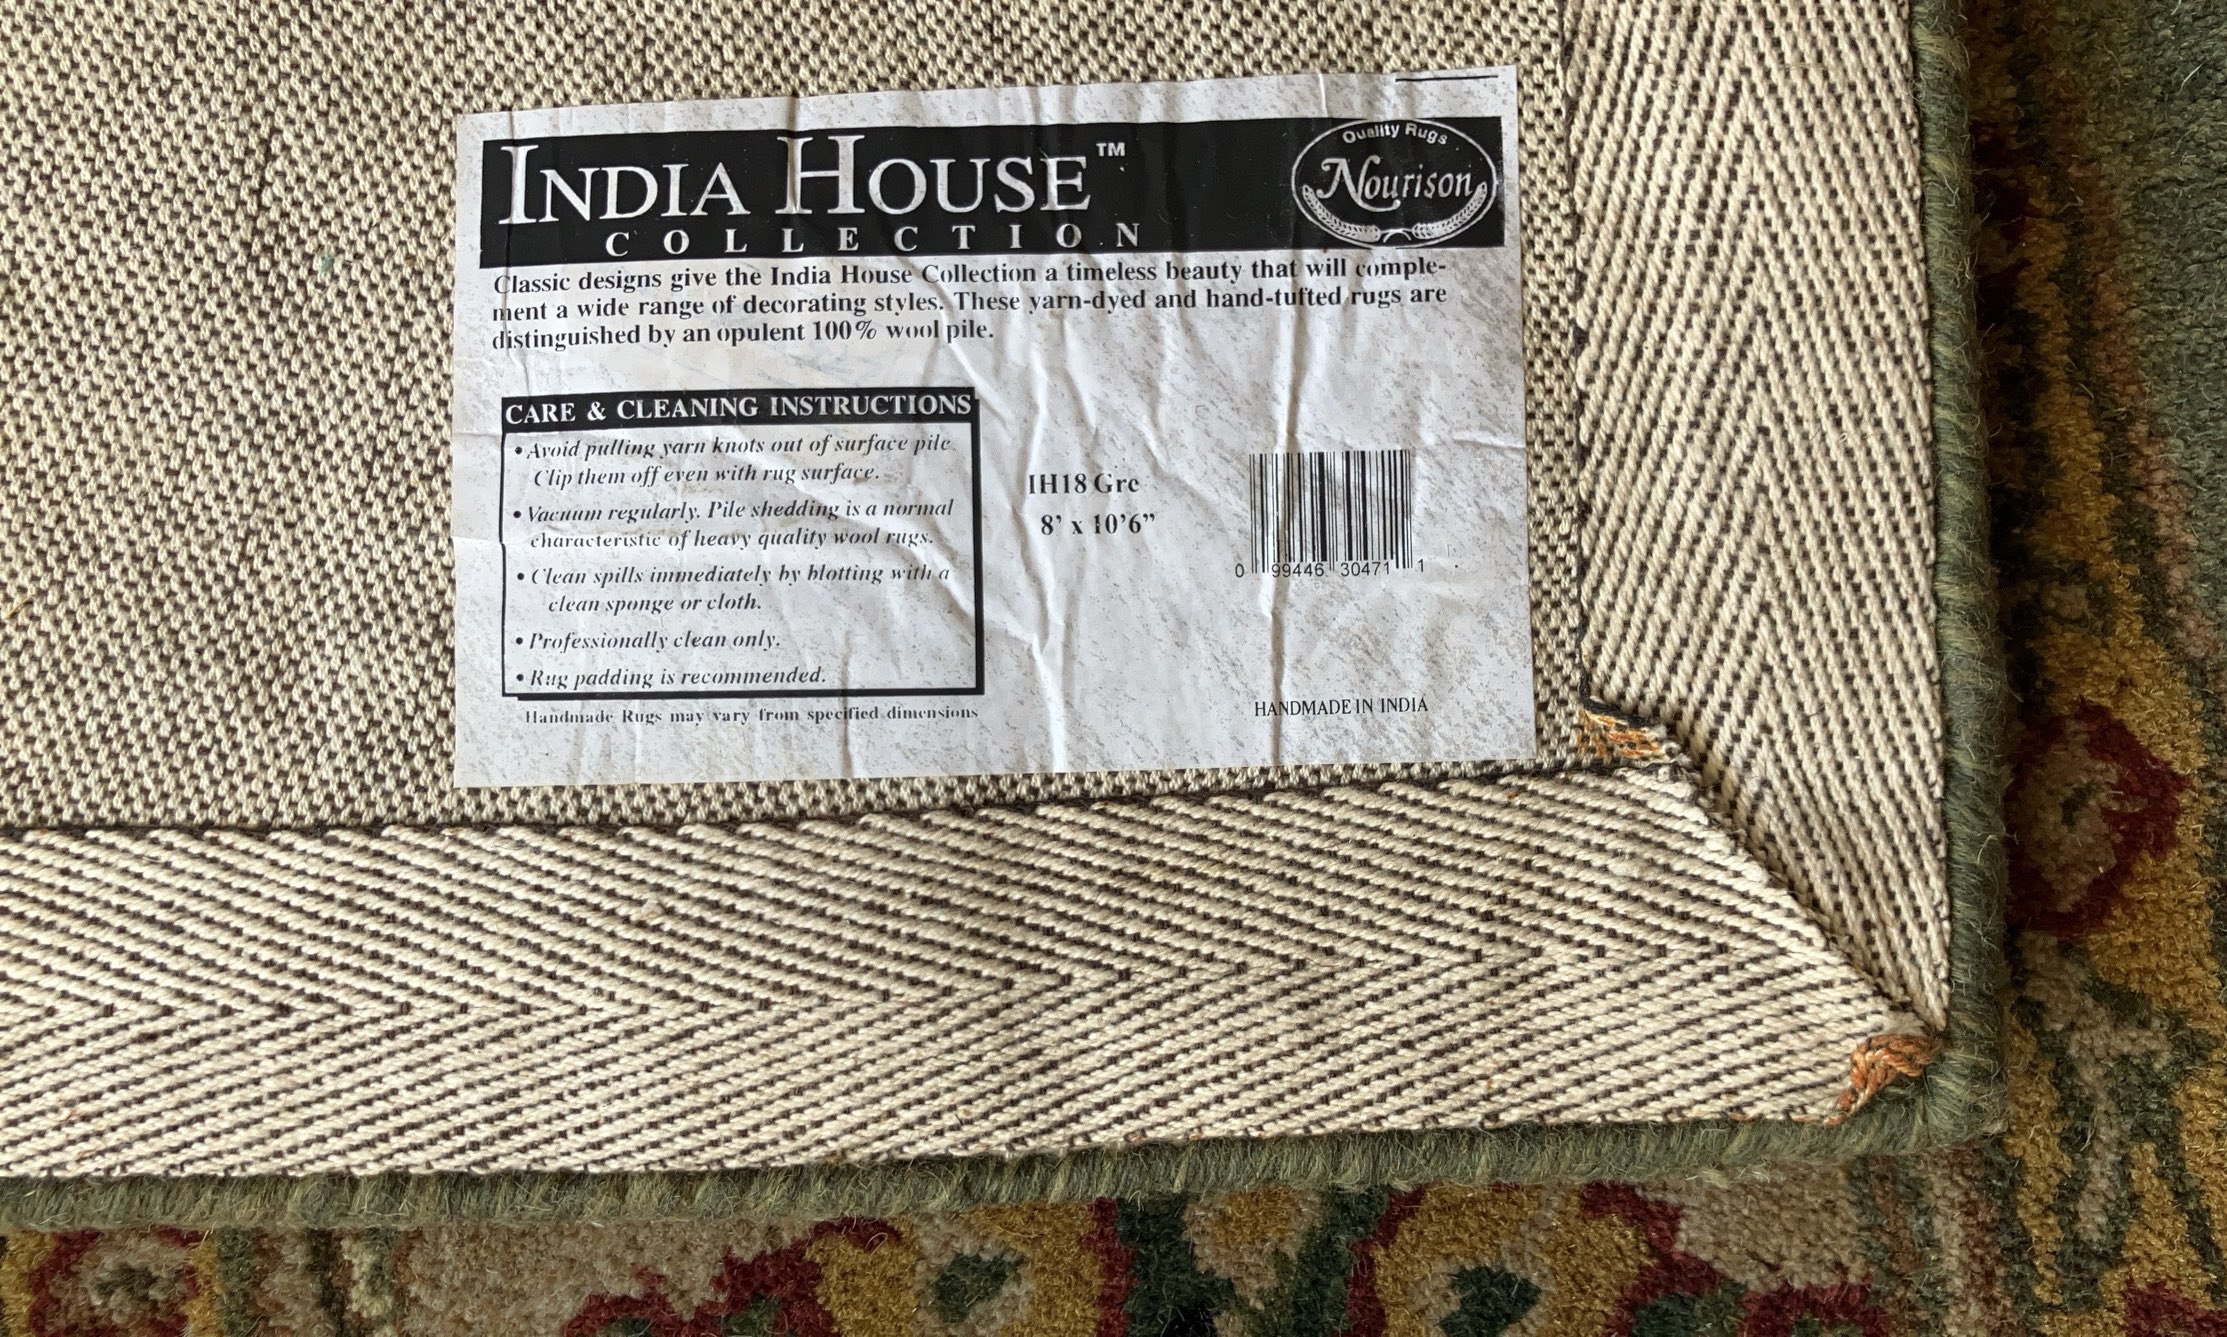 INDIA HOUSE™
COLLECTION
Quality Rugs
Nourison
Classic designs give the India House Collection a timeless beauty that will comple-
ment a wide range of decorating styles. These yarn-dyed and hand-tufted rugs are
distinguished by an opulent 100% wool pile.
CARE & CLEANING INSTRUCTIONS
• Avoid pulling yarn knots out of surface pile.
Clip them off even with rug surface.
• Vacuum regularly. Pile shedding is a normal
characteristic of heavy quality wool rugs.
• Clean spills immediately by blotting with a
clean sponge or cloth.
• Professionally clean only.
• Rug padding is recommended.
Handmade Rugs may vary from specified dimensions
IH18 Gre
8' x 10'6"
0 99446 30471 1
HANDMADE IN INDIA